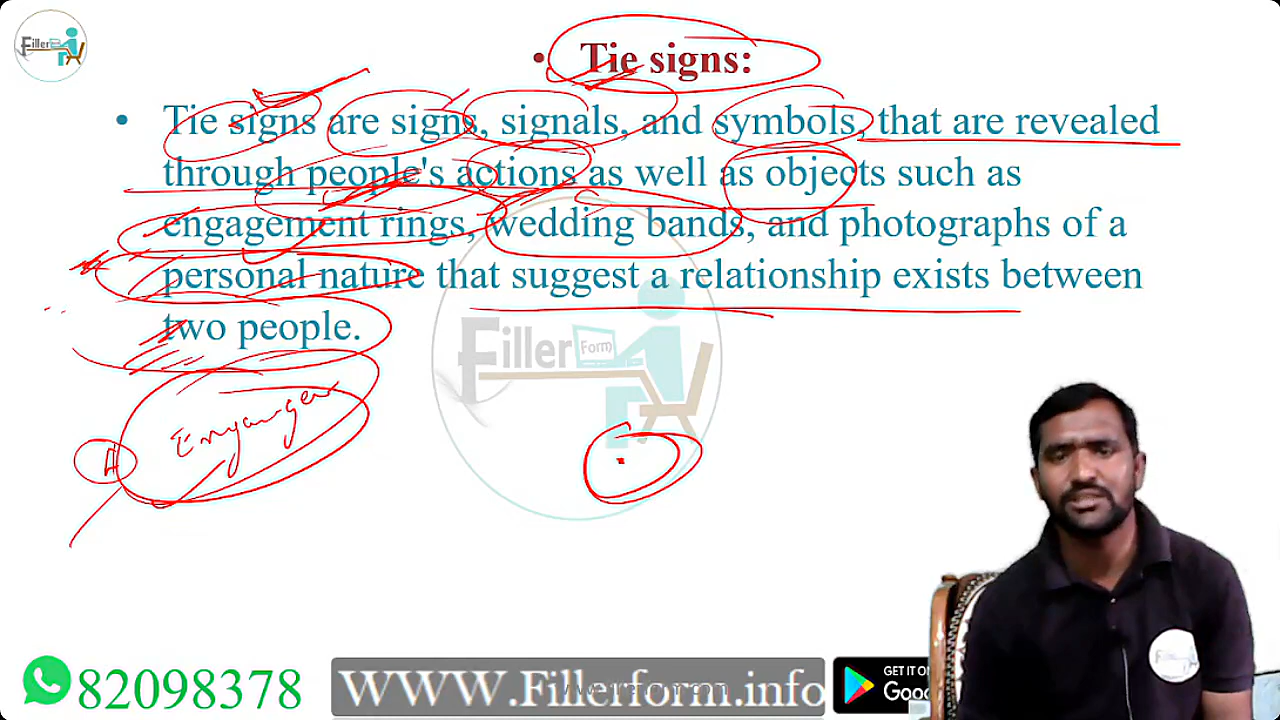 Filler
• Tie signs:
• Tie signs are signs, signals, and symbols, that are revealed
through people's actions as well as objects such as
engagement rings, wedding bands, and photographs of a
personal nature that suggest a relationship exists between
two people.
Filler Form
A
82098378
WWW.Fillerform.info
GET IT ON
Goo